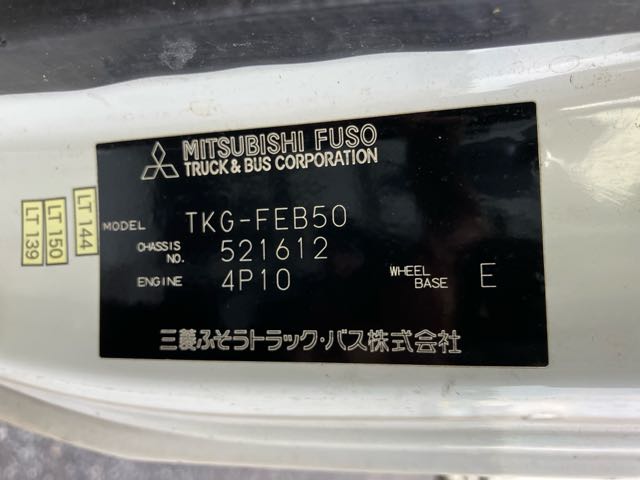 MITSUBISHI FUSO
TRUCK & BUS CORPORATION
MODEL TKG-FEB50
CHASSIS NO. 521612
ENGINE 4P10
WHEEL BASE E
三菱ふそうトラック・バス株式会社
LT 144
LT 150
LT 139